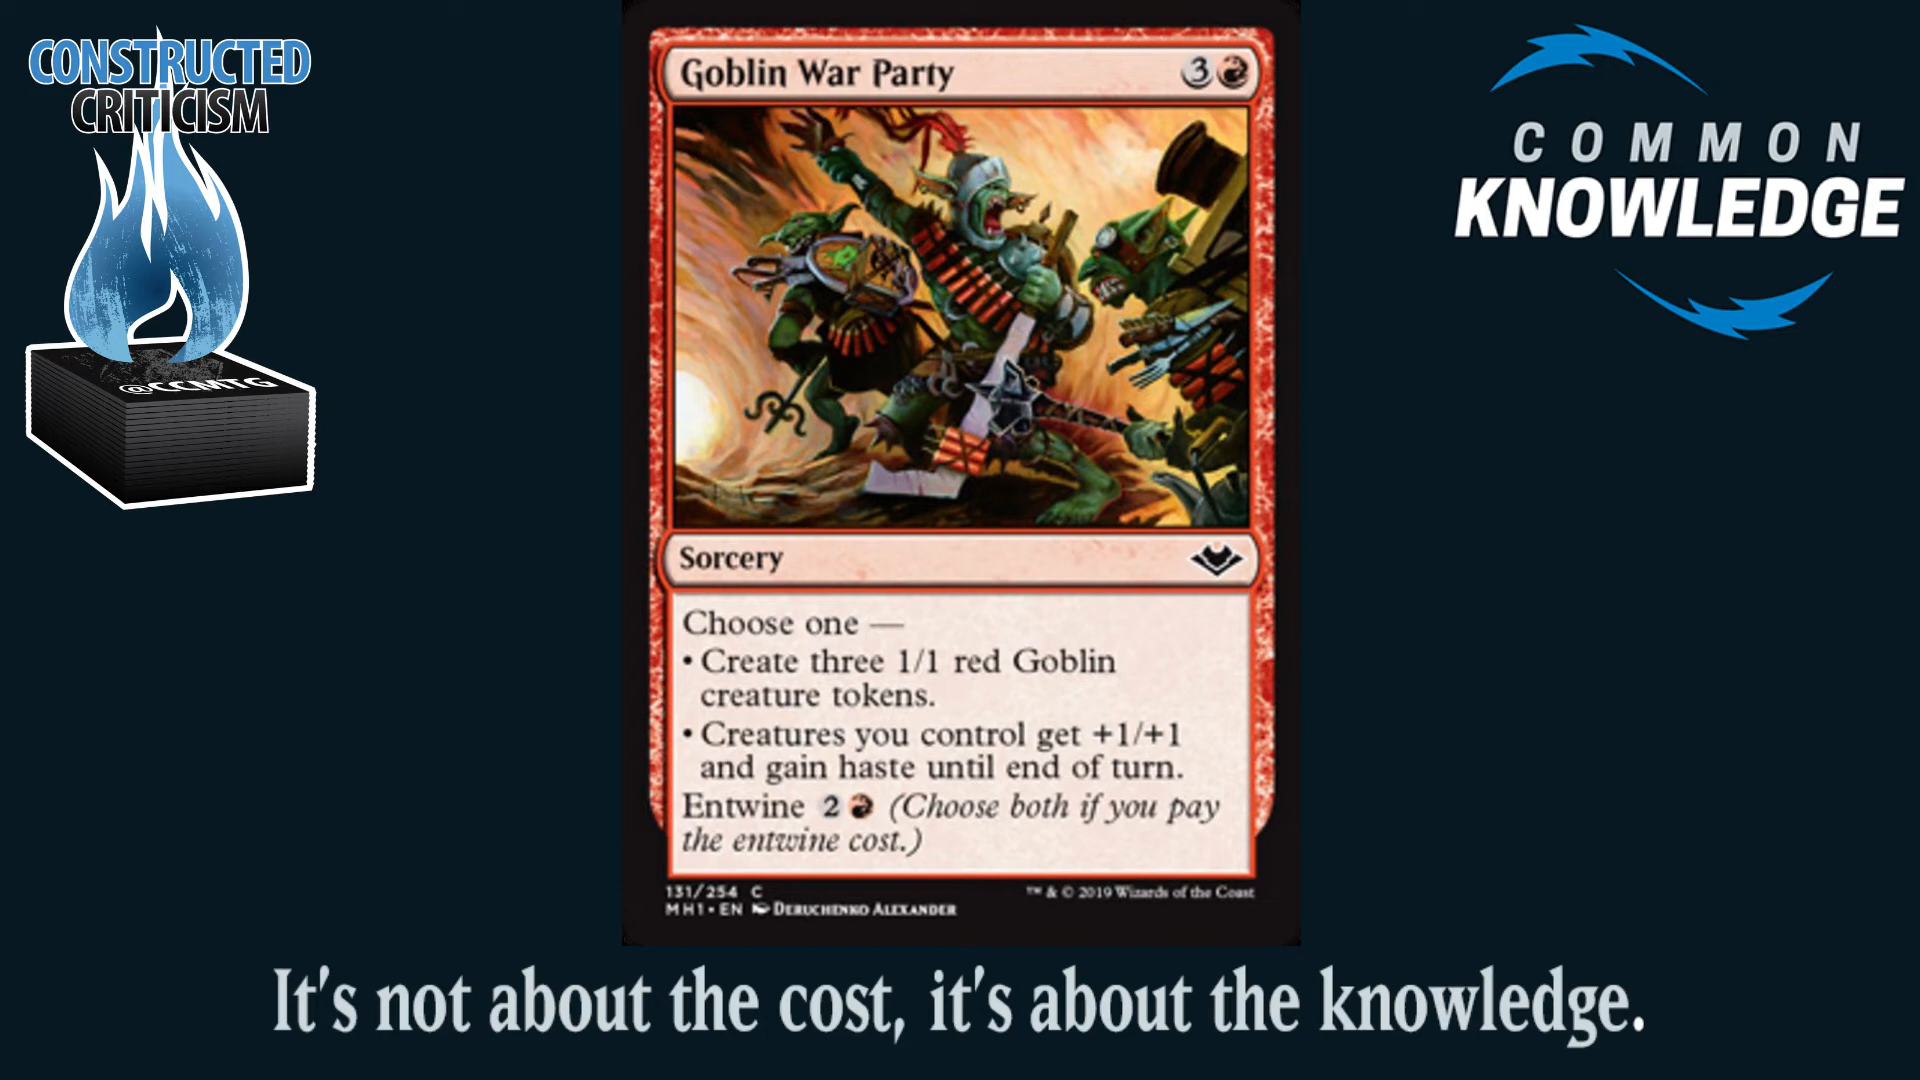 CONSTRUCTED
CRITICISM
@CCMTG
Goblin War Party
3
Sorcery
Choose one —
• Create three 1/1 red Goblin
creature tokens.
• Creatures you control get +1/+1
and gain haste until end of turn.
Entwine 2 (Choose both if you pay
the entwine cost.)
131/254 C
MH1 • EN DERUCHENKO ALEXANDER
™ & © 2019 Wizards of the Coast
COMMON
KNOWLEDGE
It's not about the cost, it's about the knowledge.